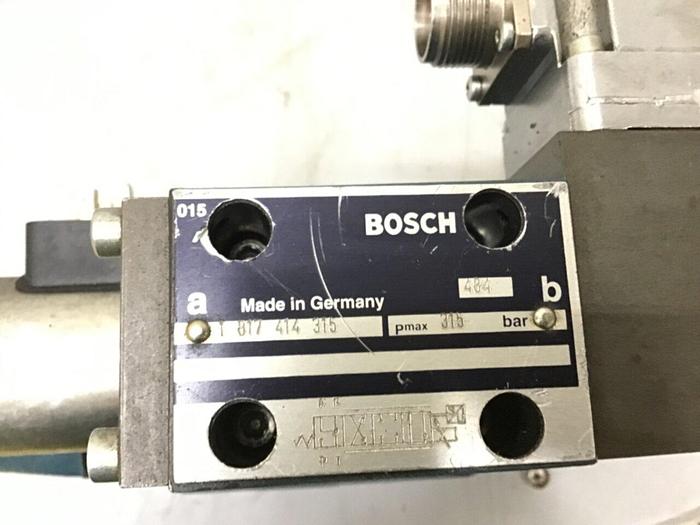 015
BOSCH
484
a b
Made in Germany
1 817 414 315 pmax 315 bar